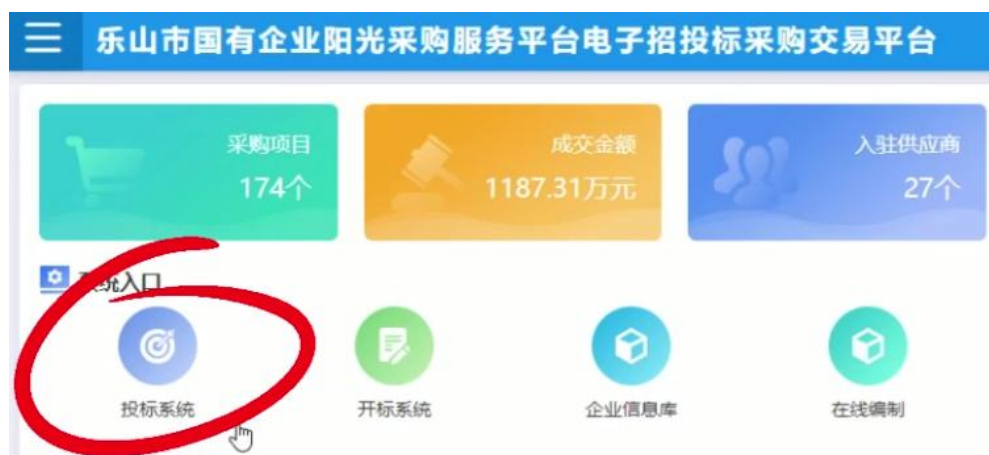 乐山市国有企业阳光采购服务平台电子招投标采购交易平台
采购项目
174个
成交金额
1187.31万元
入驻供应商
27个
系统入口
投标系统
开标系统
企业信息库
在线编制